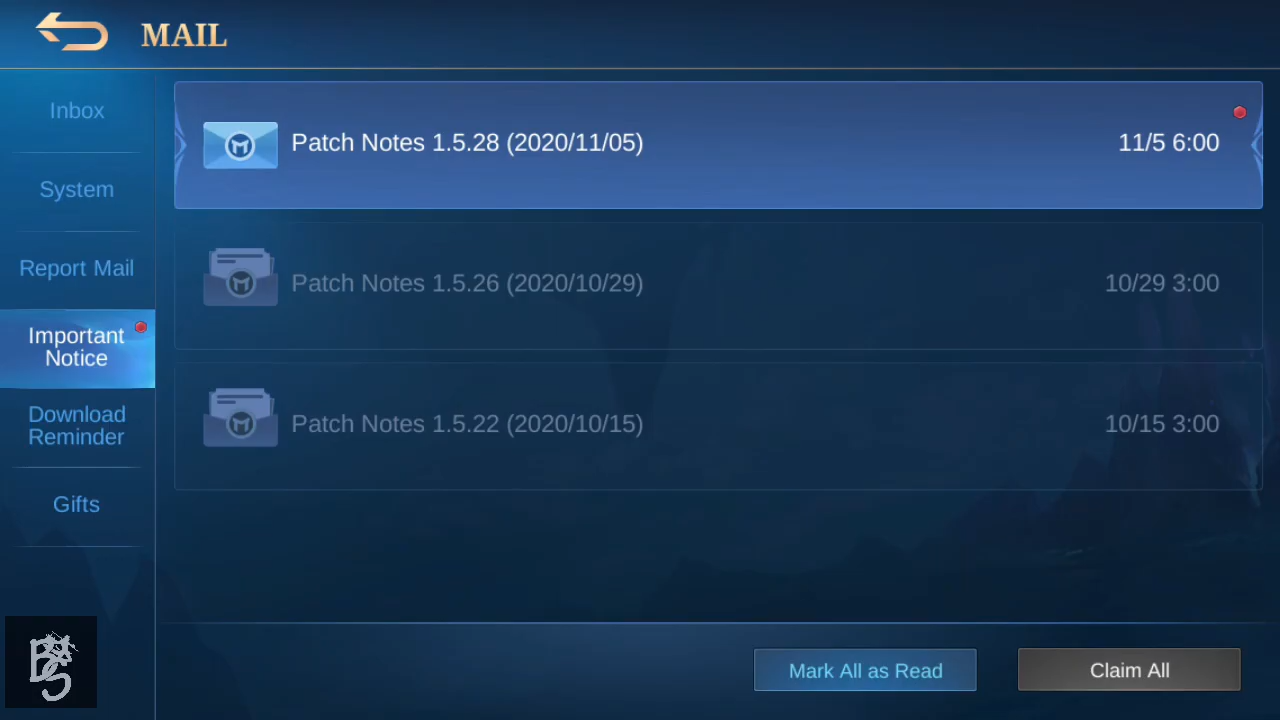 MAIL
Inbox
System
Report Mail
Important
Notice
Download
Reminder
Gifts
Patch Notes 1.5.28 (2020/11/05)
11/5 6:00
Patch Notes 1.5.26 (2020/10/29)
10/29 3:00
Patch Notes 1.5.22 (2020/10/15)
10/15 3:00
Mark All as Read
Claim All